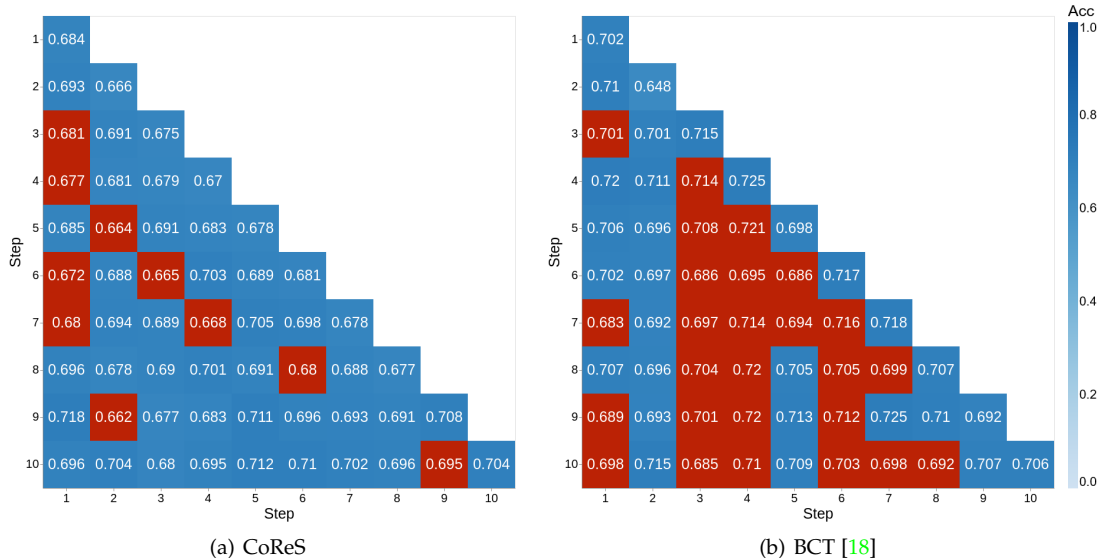 Acc
1 0.684 1 0.702 1.0
2 0.693 0.666 2 0.71 0.648
3 0.681 0.691 0.675 3 0.701 0.701 0.715 0.8
4 0.677 0.681 0.679 0.67 4 0.72 0.711 0.714 0.725
5 0.685 0.664 0.691 0.683 0.678 5 0.706 0.696 0.708 0.721 0.698 0.6
Step Step
6 0.672 0.688 0.665 0.703 0.689 0.681 6 0.702 0.697 0.686 0.695 0.686 0.717
7 0.68 0.694 0.689 0.668 0.705 0.698 0.678 7 0.683 0.692 0.697 0.714 0.694 0.716 0.718 0.4
8 0.696 0.678 0.69 0.701 0.691 0.68 0.688 0.677 8 0.707 0.696 0.704 0.72 0.705 0.705 0.699 0.707
9 0.718 0.662 0.677 0.683 0.711 0.696 0.693 0.691 0.708 9 0.689 0.693 0.701 0.72 0.713 0.712 0.725 0.71 0.692 0.2
10 0.696 0.704 0.68 0.695 0.712 0.71 0.702 0.696 0.695 0.704 10 0.698 0.715 0.685 0.71 0.709 0.703 0.698 0.692 0.707 0.706 0.0
1 2 3 4 5 6 7 8 9 10 1 2 3 4 5 6 7 8 9 10
Step Step
(a) CoReS (b) BCT [18]